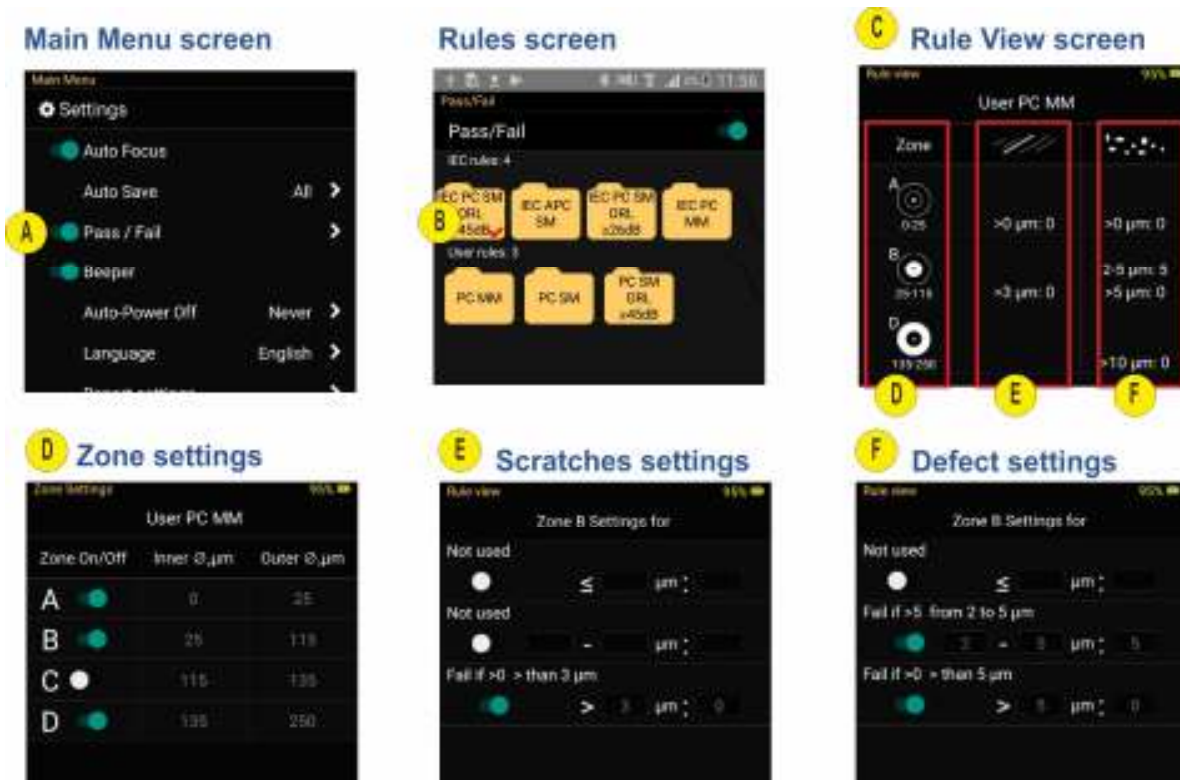 Main Menu screen
Main Menu
Settings
Auto Focus
Auto Save All >
A Pass / Fail >
Beeper
Auto-Power Off Never >
Language English >
Rules screen
11:56
Pass/Fail
Pass/Fail
IEC rules: 4
IEC PC SM
ORL
45dB
B
IEC APC
SM
IEC PC SM
ORL
≥26dB
IEC PC
MM
User rules: 3
PC MM
PC SM
PC SM
ORL
≥45dB
C Rule View screen
Rule view 95%
User PC MM
Zone
A
0-25 >0 µm: 0 >0 µm: 0
B
25-115 >3 µm: 0
2-5 µm: 5
>5 µm: 0
D
135-250 >10 µm: 0
D E F
D Zone settings
Zone Settings 95%
User PC MM
Zone On/Off Inner Ø,µm Outer Ø,µm
A 0 25
B 25 115
C 115 135
D 135 250
E Scratches settings
Rule view 95%
Zone B Settings for
Not used
≤ µm :
Not used
- µm :
Fail if >0 > than 3 µm
> 3 µm : 0
F Defect settings
Rule view 95%
Zone B Settings for
Not used
≤ µm :
Fail if >5 from 2 to 5 µm
2 - 5 µm : 5
Fail if >0 > than 5 µm
> 5 µm : 0